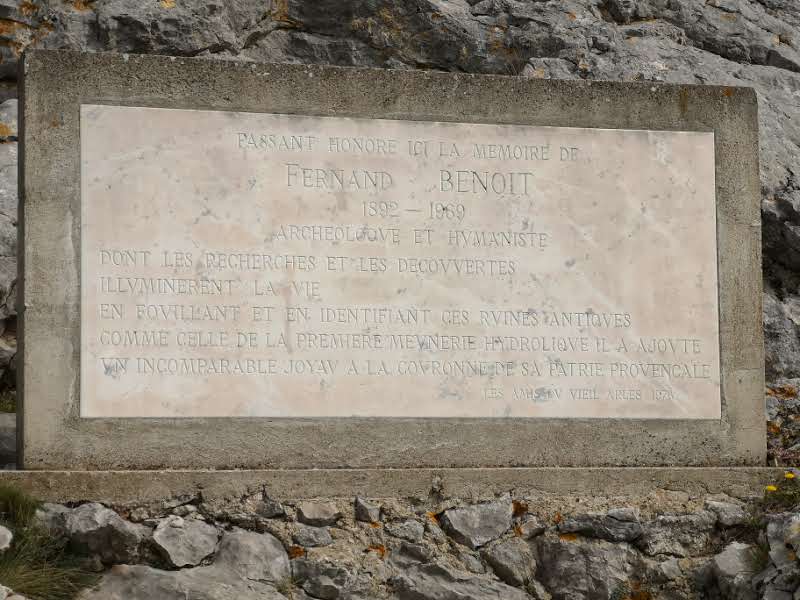 PASSANT HONORE ICI LA MEMOIRE DE
FERNAND BENOIT
1892 — 1969
ARCHEOLOGVE ET HVMANISTE
DONT LES RECHERCHES ET LES DECOVVERTES
ILLVMINERENT LA VIE
EN FOVILLANT ET EN IDENTIFIANT CES RVINES ANTIQVES
COMME CELLE DE LA PREMIERE MEVNERIE HYDROLIQVE IL A AJOVTE
VN INCOMPARABLE JOYAV A LA COVRONNE DE SA PATRIE PROVENCALE
LES AMIS DV VIEIL ARLES